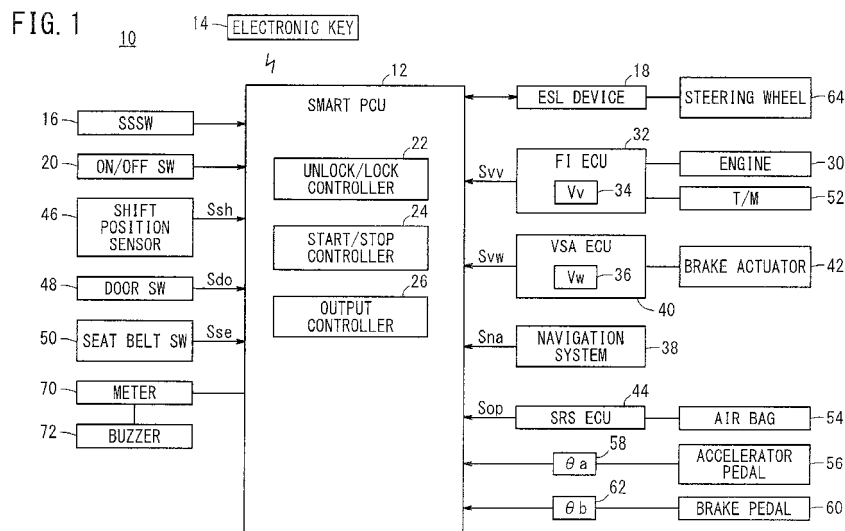 FIG. 1
10
14 ELECTRONIC KEY
12
SMART PCU
16 SSSW
20 ON/OFF SW
46 SHIFT POSITION SENSOR Ssh
48 DOOR SW Sdo
50 SEAT BELT SW Sse
70 METER
72 BUZZER
22
UNLOCK/LOCK CONTROLLER
24
START/STOP CONTROLLER
26
OUTPUT CONTROLLER
18
ESL DEVICE
STEERING WHEEL 64
32
Svv FI ECU
Vv 34
ENGINE 30
T/M 52
Svw VSA ECU
Vw 36
40
BRAKE ACTUATOR 42
Sna NAVIGATION SYSTEM 38
44
Sop SRS ECU
AIR BAG 54
58
θa
ACCELERATOR PEDAL 56
62
θb
BRAKE PEDAL 60